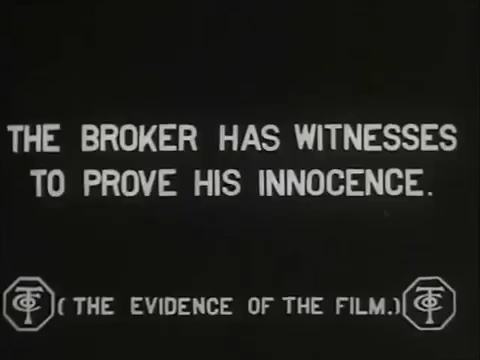 THE BROKER HAS WITNESSES
TO PROVE HIS INNOCENCE.
(THE EVIDENCE OF THE FILM.)